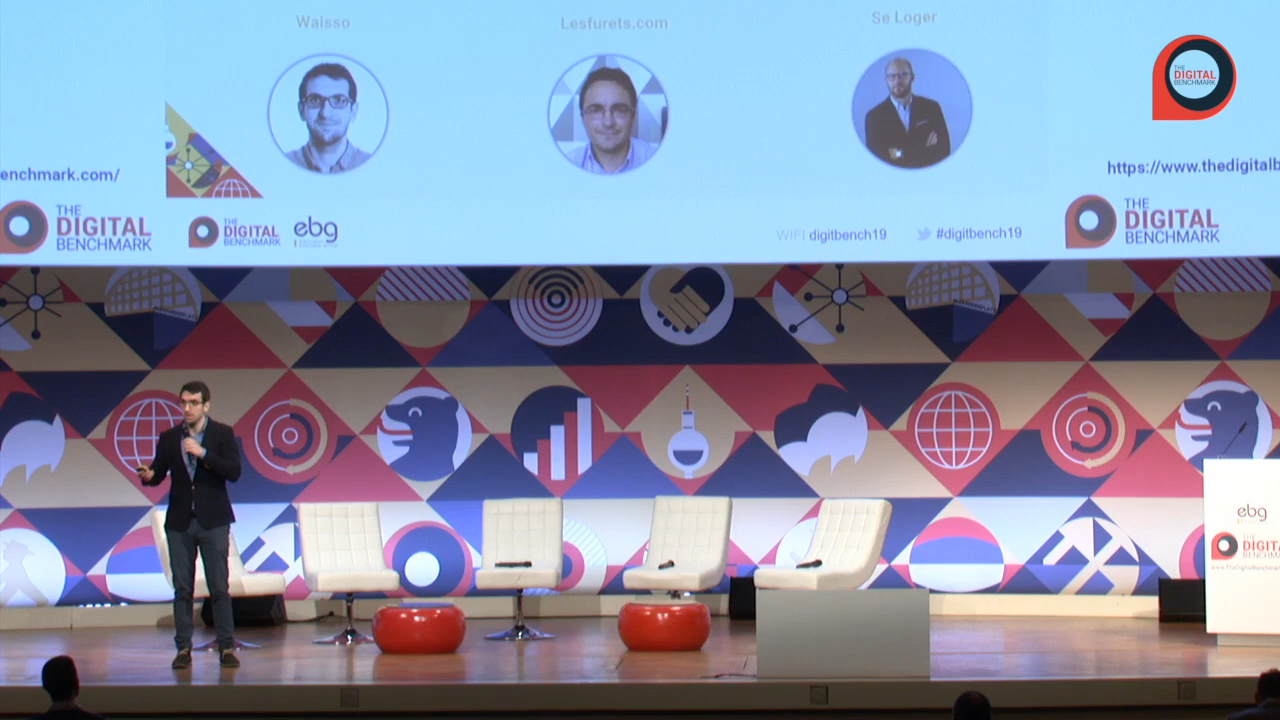 Waisso
Lesfurets.com
Se Loger
THE
DIGITAL
BENCHMARK
enchmark.com/
https://www.thedigitalb
THE
DIGITAL
BENCHMARK
THE
DIGITAL
BENCHMARK
ebg
WIFI digitbench19
#digitbench19
THE
DIGITAL
BENCHMARK
ebg
THE
DIGITA
BENCHMAR